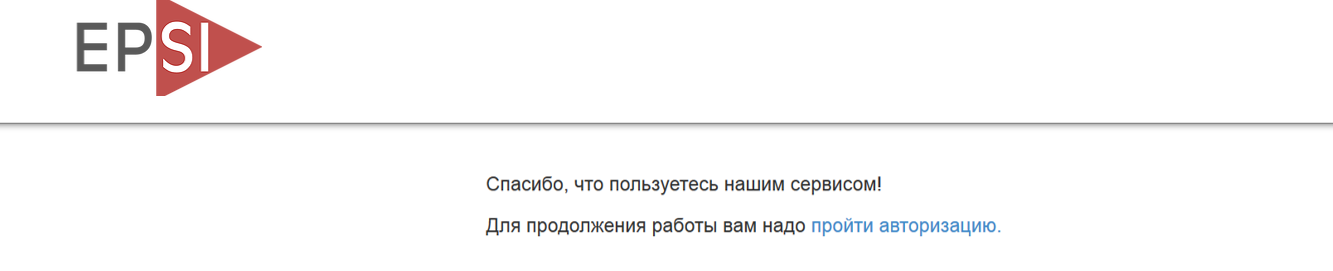 EPSI
Спасибо, что пользуетесь нашим сервисом!
Для продолжения работы вам надо пройти авторизацию.